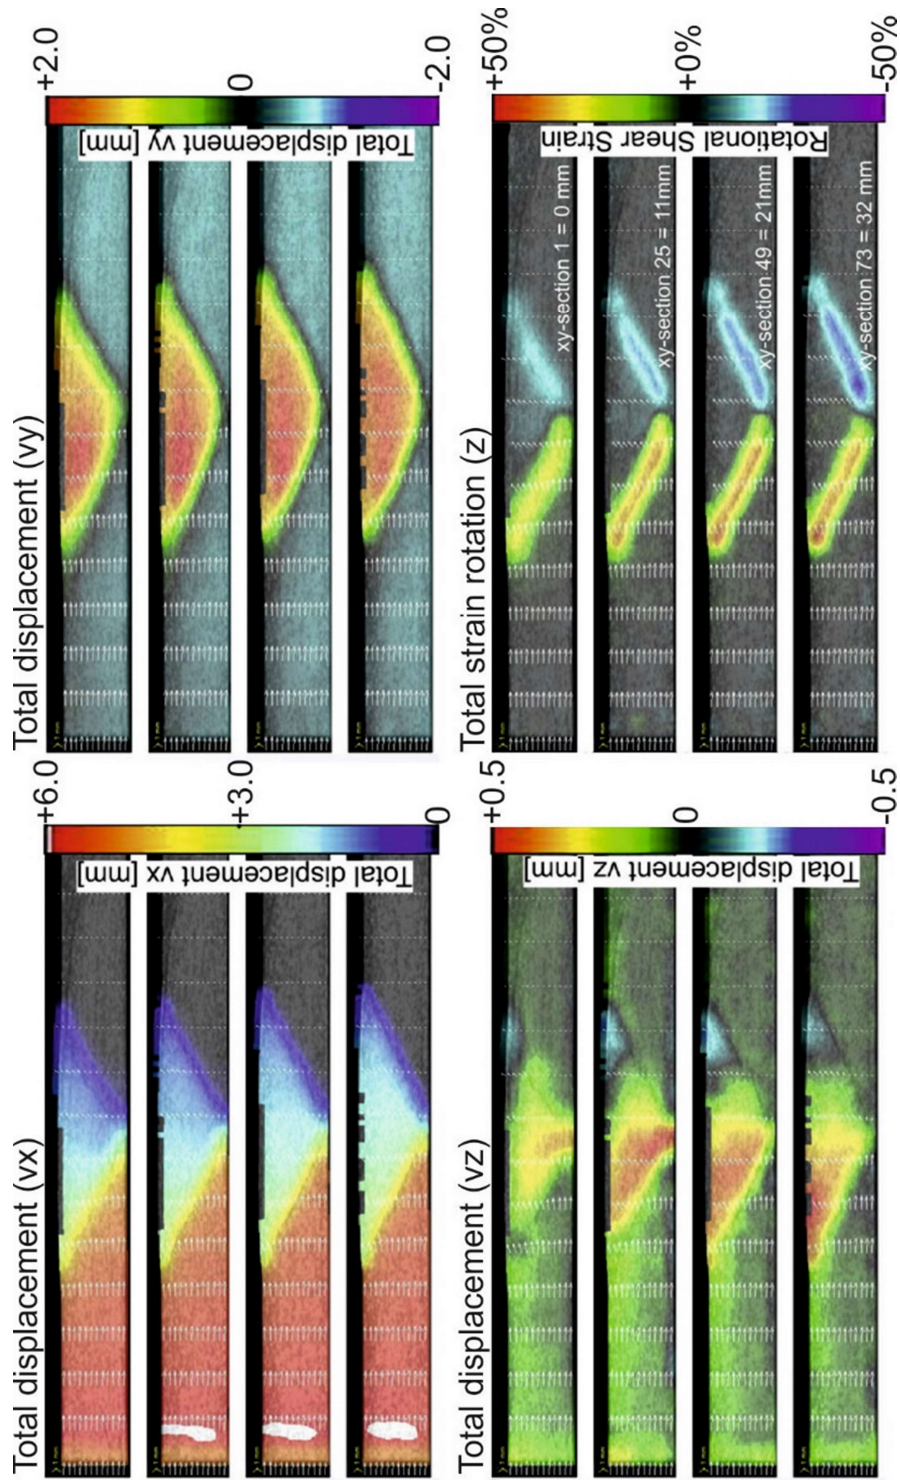 Total displacement (vx)
+6.0
+3.0
0
Total displacement vx [mm]
Total displacement (vy)
+2.0
0
-2.0
Total displacement vy [mm]
Total displacement (vz)
+0.5
0
-0.5
Total displacement vz [mm]
Total strain rotation (z)
+50%
+0%
-50%
Rotational Shear Strain
xy-section 1 = 0 mm
xy-section 25 = 11mm
xy-section 49 = 21mm
xy-section 73 = 32 mm